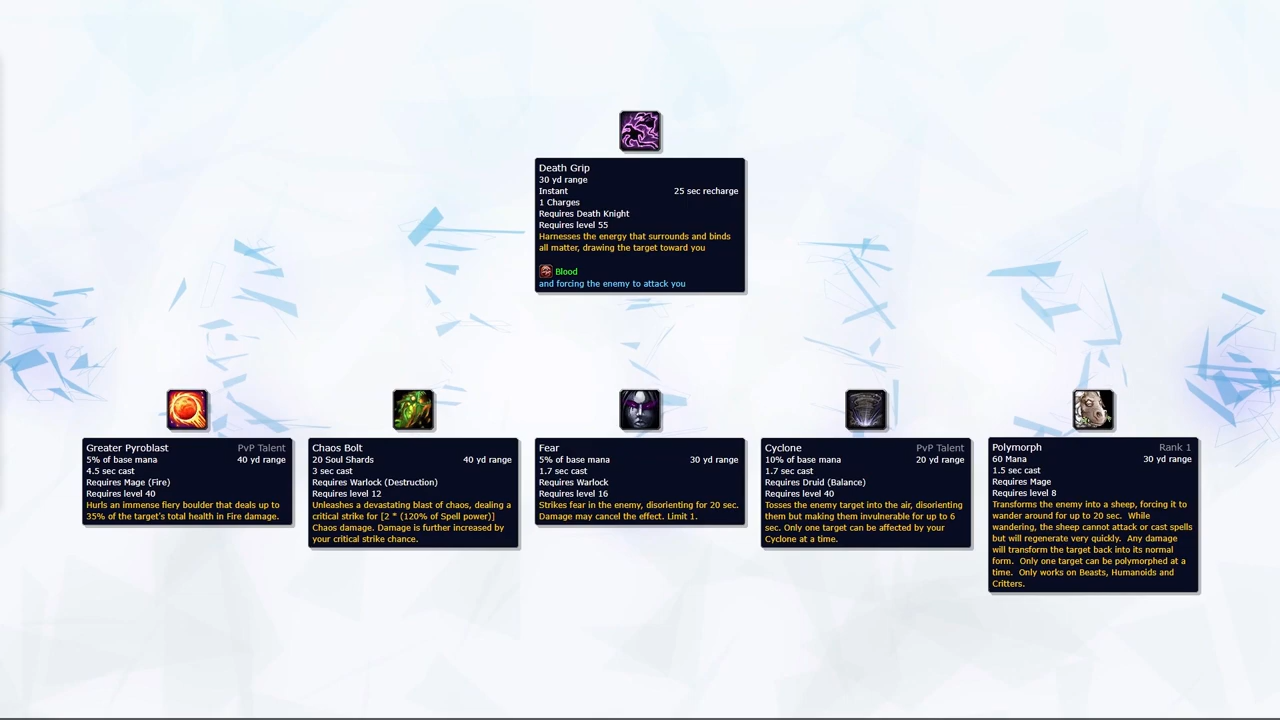 Death Grip
30 yd range
Instant 25 sec recharge
1 Charges
Requires Death Knight
Requires level 55
Harnesses the energy that surrounds and binds
all matter, drawing the target toward you
Blood
and forcing the enemy to attack you
Greater Pyroblast PvP Talent
5% of base mana 40 yd range
4.5 sec cast
Requires Mage (Fire)
Requires level 40
Hurls an immense fiery boulder that deals up to
35% of the target's total health in Fire damage.
Chaos Bolt
20 Soul Shards 40 yd range
3 sec cast
Requires Warlock (Destruction)
Requires level 12
Unleashes a devastating blast of chaos, dealing a
critical strike for [2 * (120% of Spell power)]
Chaos damage. Damage is further increased by
your critical strike chance.
Fear
5% of base mana 30 yd range
1.7 sec cast
Requires Warlock
Requires level 16
Strikes fear in the enemy, disorienting for 20 sec.
Damage may cancel the effect. Limit 1.
Cyclone PvP Talent
10% of base mana 20 yd range
1.7 sec cast
Requires Druid (Balance)
Requires level 40
Tosses the enemy target into the air, disorienting
them but making them invulnerable for up to 6
sec. Only one target can be affected by your
Cyclone at a time.
Polymorph Rank 1
60 Mana 30 yd range
1.5 sec cast
Requires Mage
Requires level 8
Transforms the enemy into a sheep, forcing it to
wander around for up to 20 sec. While
wandering, the sheep cannot attack or cast spells
but will regenerate very quickly. Any damage
will transform the target back into its normal
form. Only one target can be polymorphed at a
time. Only works on Beasts, Humanoids and
Critters.